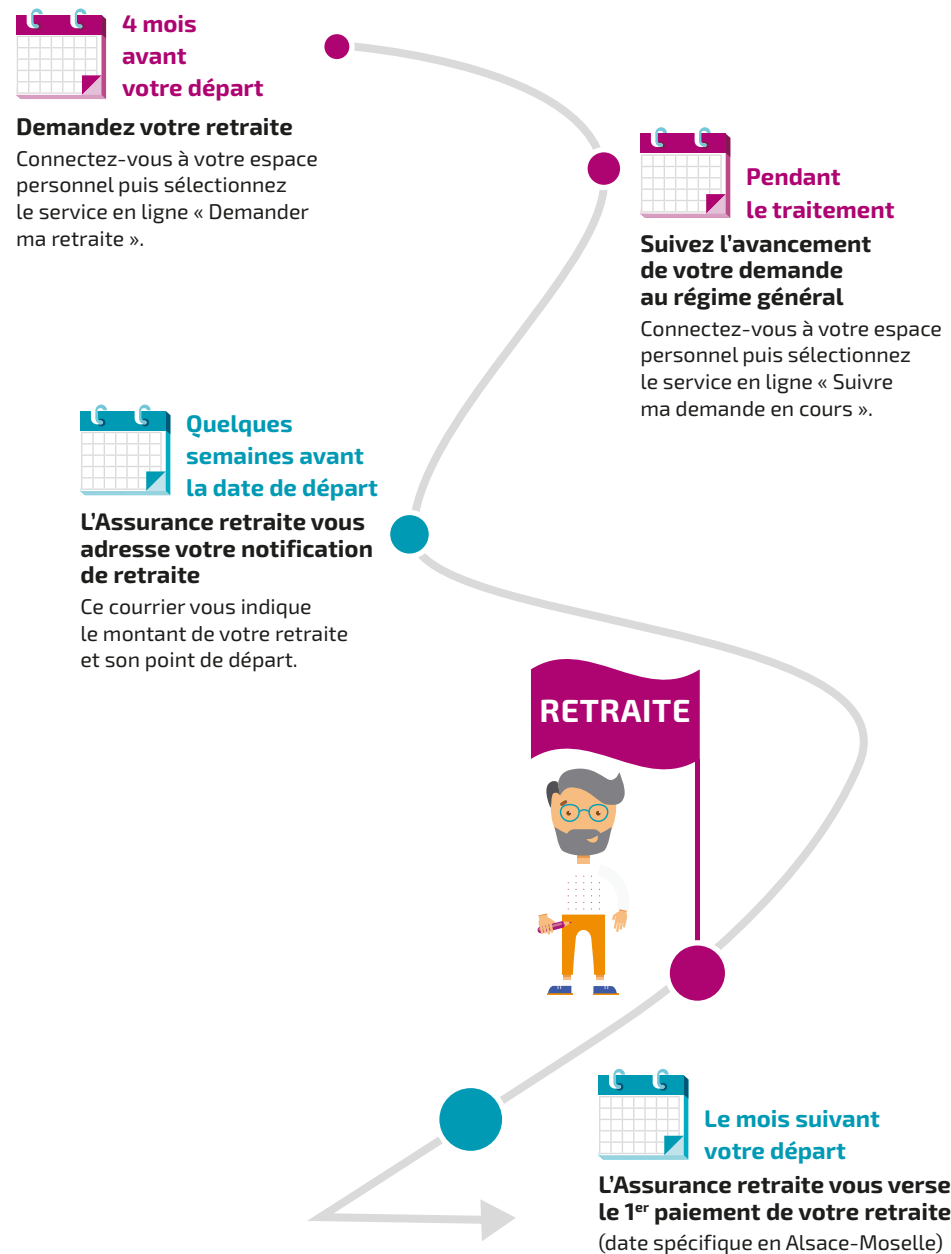 4 mois
avant
votre départ
Demandez votre retraite
Connectez-vous à votre espace
personnel puis sélectionnez
le service en ligne « Demander
ma retraite ».
Pendant
le traitement
Suivez l’avancement
de votre demande
au régime général
Connectez-vous à votre espace
personnel puis sélectionnez
le service en ligne « Suivre
ma demande en cours ».
Quelques
semaines avant
la date de départ
L’Assurance retraite vous
adresse votre notification
de retraite
Ce courrier vous indique
le montant de votre retraite
et son point de départ.
RETRAITE
Le mois suivant
votre départ
L’Assurance retraite vous verse
le 1er paiement de votre retraite
(date spécifique en Alsace-Moselle)